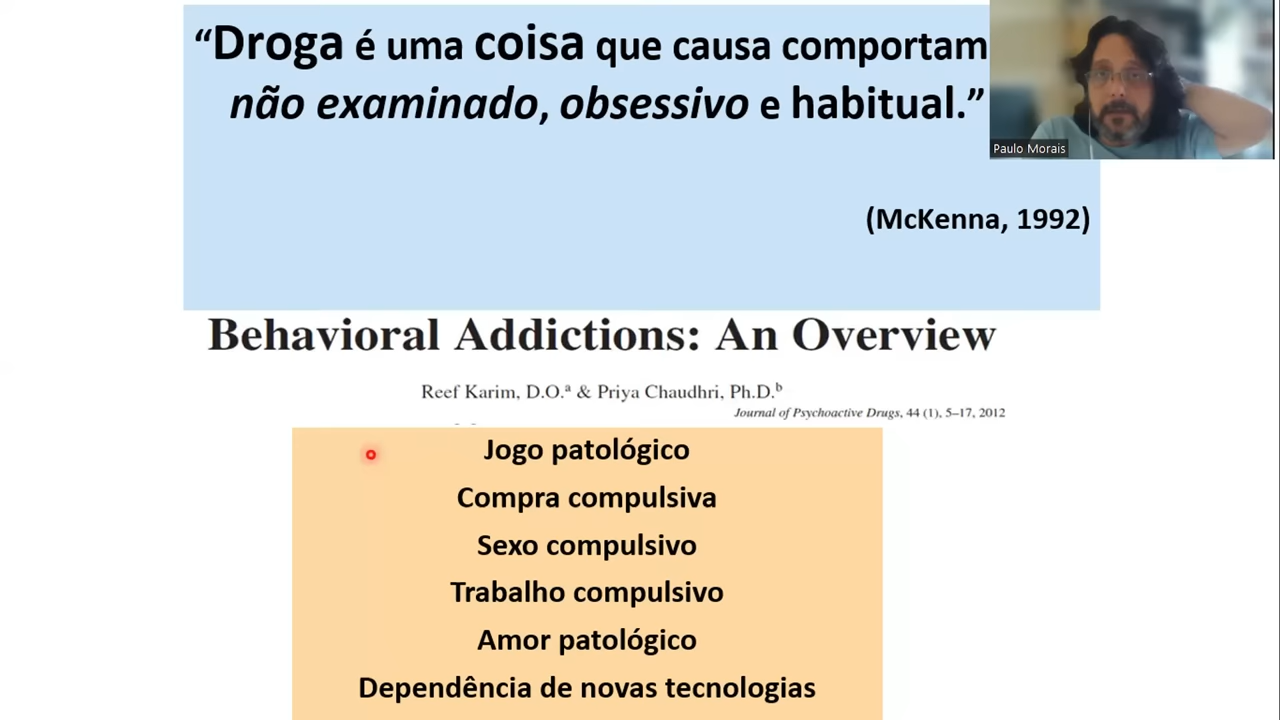 “Droga é uma coisa que causa comportam
não examinado, obsessivo e habitual.”
Paulo Morais
(McKenna, 1992)
Behavioral Addictions: An Overview
Reef Karim, D.O.ᵃ & Priya Chaudhri, Ph.D.ᵇ
Journal of Psychoactive Drugs, 44 (1), 5–17, 2012
Jogo patológico
Compra compulsiva
Sexo compulsivo
Trabalho compulsivo
Amor patológico
Dependência de novas tecnologias